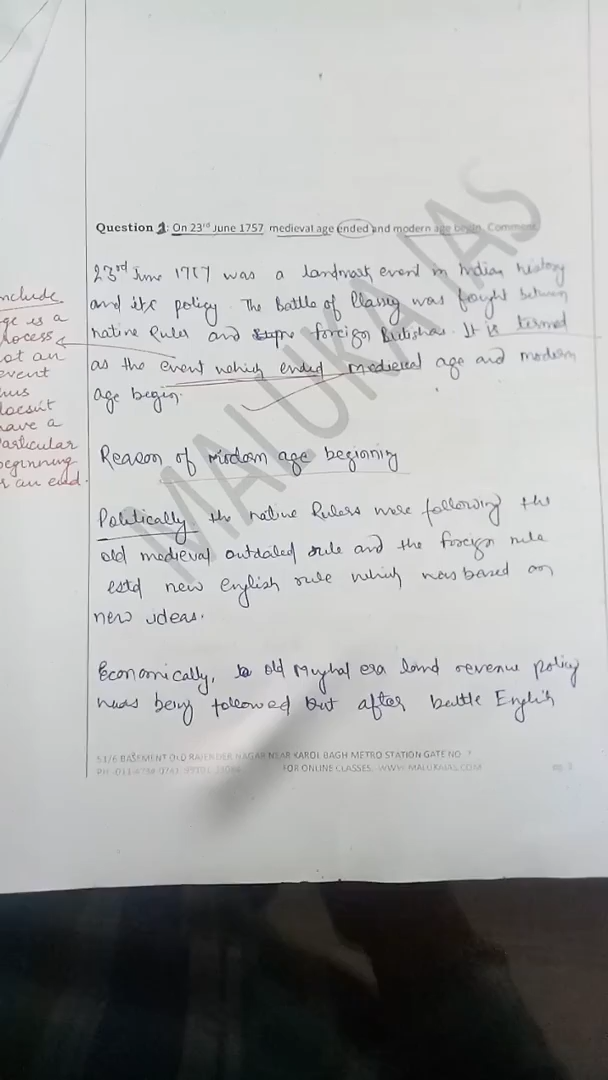 MALUKA IAS
Question 1: On 23rd June 1757 medieval age ended and modern age begin. Comment
23rd June 1757 was a landmark event in Indian history
and its policy. The Battle of Plassey was fought between
native Ruler and foreign Britishas. It is termed
as the event which ended medieval age and modern
age begin.
include
age is a
process
not an
event
thus
doesn't
have a
particular
beginning
or an end.
Reason of modern age beginning
Politically the native Rulers were following the
old medieval outdated rule and the foreign rule
estd new english rule which was based on
new ideas.
Economically, old Mughal era land revenue policy
was being followed but after battle English
51/6 BASEMENT OLD RAJENDER NAGAR NEAR KAROL BAGH METRO STATION GATE NO
FOR ONLINE CLASSES: WWW.MALUKAIAS.COM